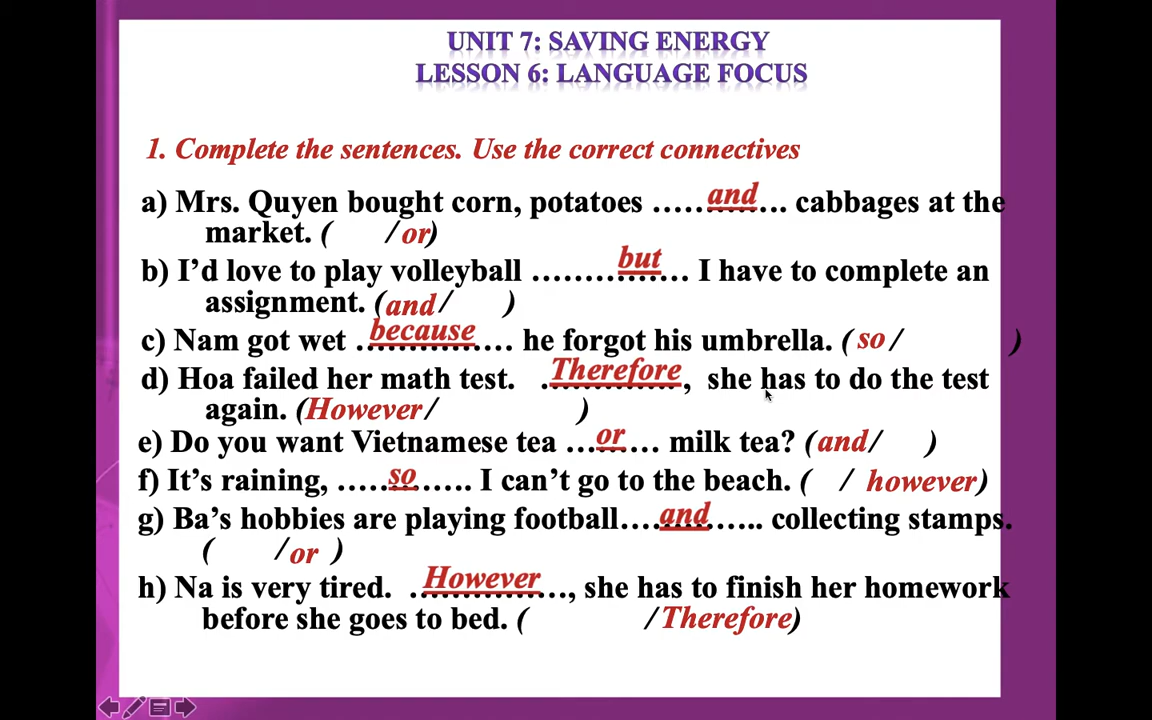 UNIT 7: SAVING ENERGY
LESSON 6: LANGUAGE FOCUS
1. Complete the sentences. Use the correct connectives
a) Mrs. Quyen bought corn, potatoes .....and..... cabbages at the
market. ( / or)
b) I’d love to play volleyball ........but..... I have to complete an
assignment. (and / )
c) Nam got wet ..because.... he forgot his umbrella. ( so / )
d) Hoa failed her math test. .Therefore, she has to do the test
again. (However / )
e) Do you want Vietnamese tea ...or... milk tea? (and/ )
f) It’s raining, .....so..... I can’t go to the beach. ( / however)
g) Ba’s hobbies are playing football....and..... collecting stamps.
( / or )
h) Na is very tired. .However..., she has to finish her homework
before she goes to bed. ( /Therefore)